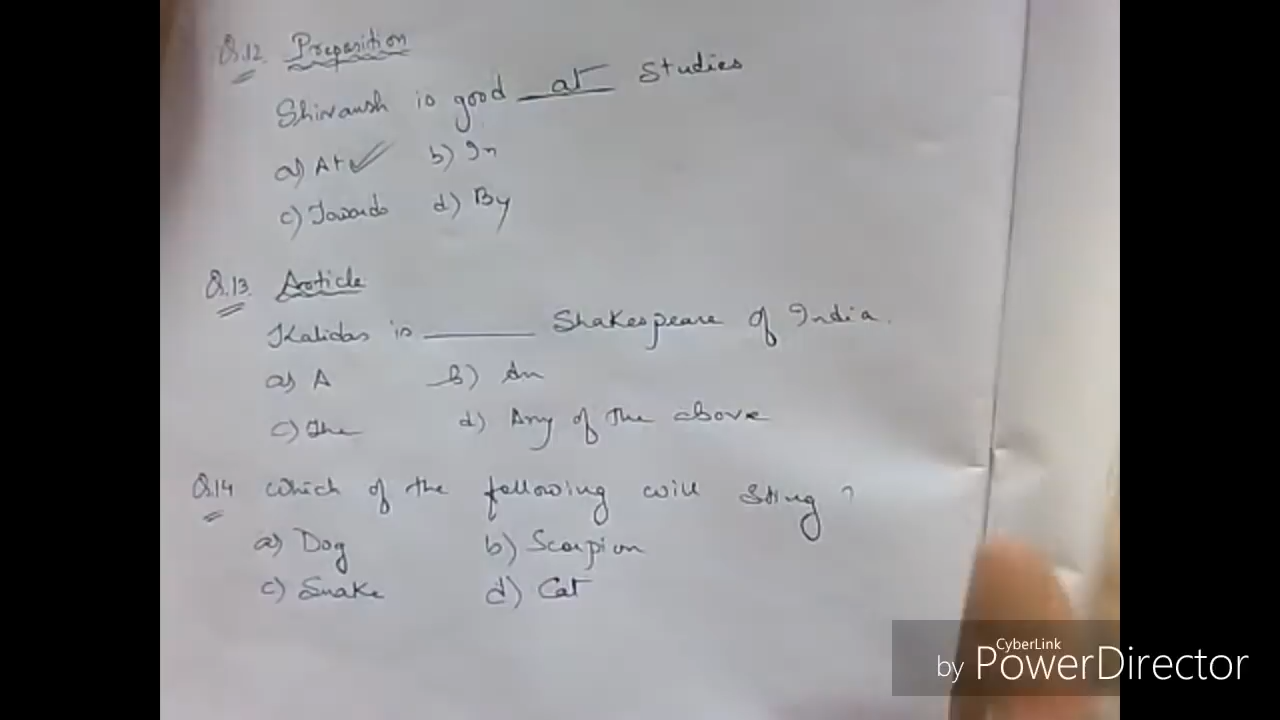 Q.12. Preposition
Shivansh is good at studies
a) At ✓ b) In
c) Towards d) By
Q.13. Article
Kalidas is ______ Shakespeare of India.
a) A b) An
c) The d) Any of the above
Q.14 Which of the following will sting ?
a) Dog b) Scorpion
c) Snake d) Cat
CyberLink
by PowerDirector